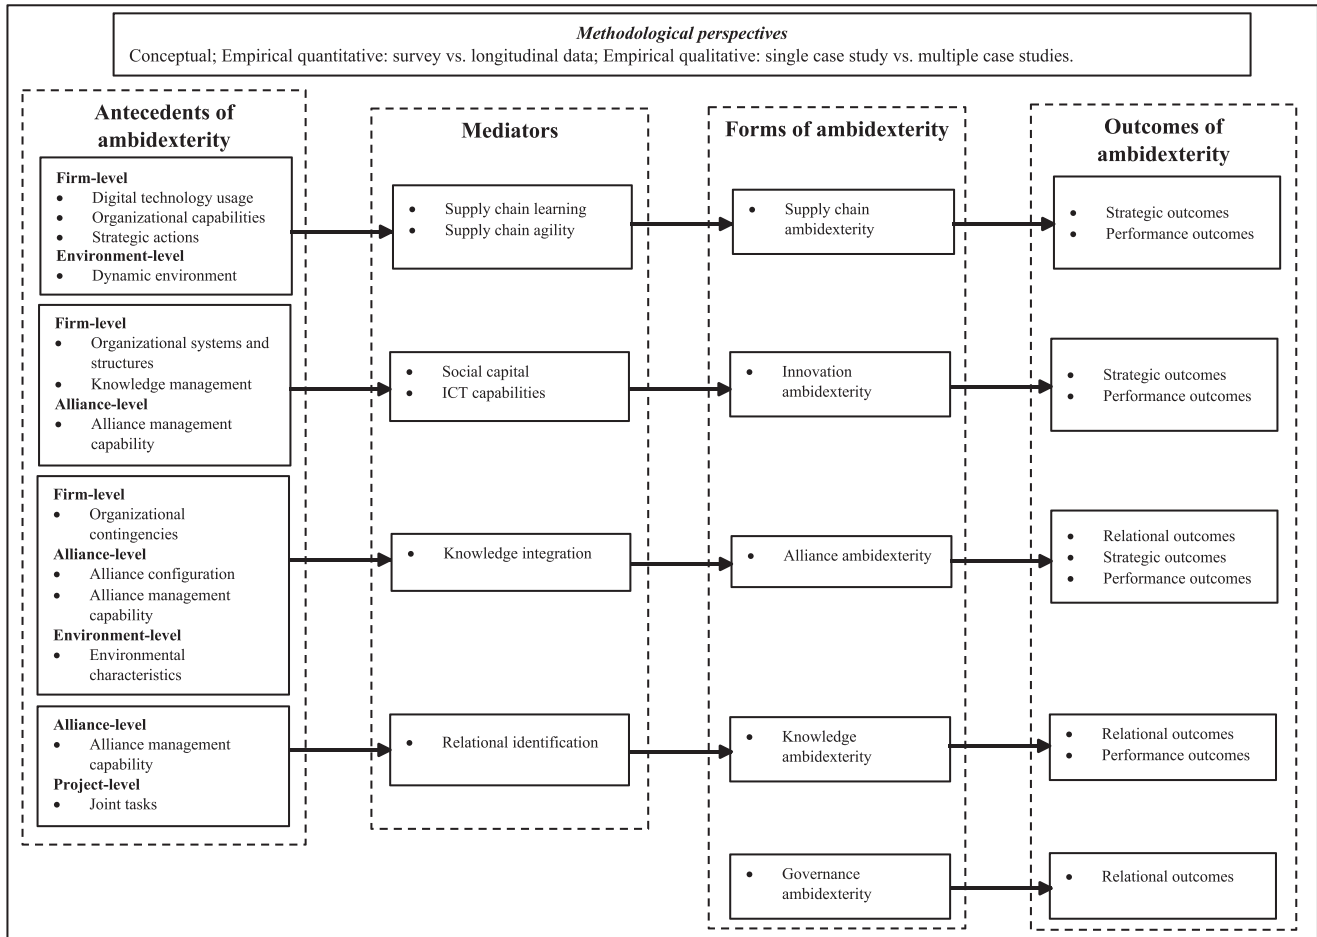 Methodological perspectives
Conceptual; Empirical quantitative: survey vs. longitudinal data; Empirical qualitative: single case study vs. multiple case studies.
Antecedents of
ambidexterity
Firm-level
• Digital technology usage
• Organizational capabilities
• Strategic actions
Environment-level
• Dynamic environment
Firm-level
• Organizational systems and
structures
• Knowledge management
Alliance-level
• Alliance management
capability
Firm-level
• Organizational
contingencies
Alliance-level
• Alliance configuration
• Alliance management
capability
Environment-level
• Environmental
characteristics
Alliance-level
• Alliance management
capability
Project-level
• Joint tasks
Mediators
• Supply chain learning
• Supply chain agility
• Social capital
• ICT capabilities
• Knowledge integration
• Relational identification
Forms of ambidexterity
• Supply chain
ambidexterity
• Innovation
ambidexterity
• Alliance ambidexterity
• Knowledge
ambidexterity
• Governance
ambidexterity
Outcomes of
ambidexterity
• Strategic outcomes
• Performance outcomes
• Strategic outcomes
• Performance outcomes
• Relational outcomes
• Strategic outcomes
• Performance outcomes
• Relational outcomes
• Performance outcomes
• Relational outcomes